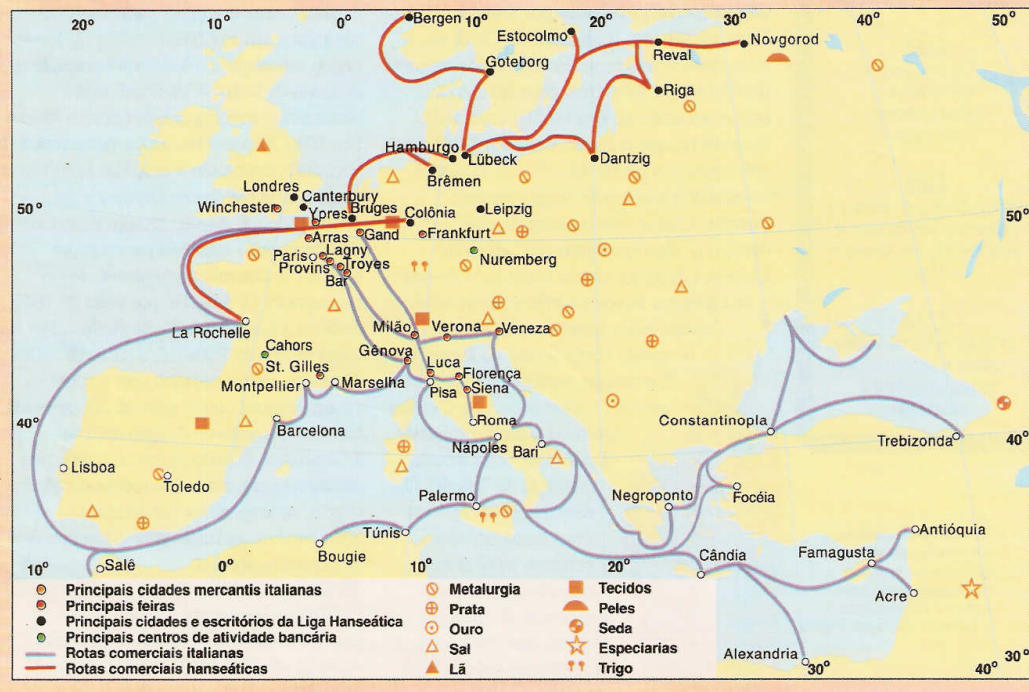 20° 10° 0° 10° 20° 30° 40° 50°
Bergen
Estocolmo
Novgorod
Reval
Goteborg
Riga
Hamburgo
Lübeck
Dantzig
Brêmen
Londres
Canterbury
Winchester
Ypres
Bruges
Colônia
Leipzig
50°
50°
Arras
Gand
Frankfurt
Paris
Lagny
Nuremberg
Provins
Troyes
Bar
La Rochelle
Milão
Verona
Veneza
Cahors
Gênova
St. Gilles
Luca
Florença
Montpellier
Marselha
Pisa
Siena
40°
Barcelona
Roma
Constantinopla
Trebizonda
40°
Nápoles
Bari
Lisboa
Toledo
Palermo
Negroponto
Focéia
Túnis
Bougie
Antióquia
Salê
Cândia
Famagusta
10° 0° 10° 20°
Acre
Alexandria
30° 40° 30°
Principais cidades mercantis italianas
Principais feiras
Principais cidades e escritórios da Liga Hanseática
Principais centros de atividade bancária
Rotas comerciais italianas
Rotas comerciais hanseáticas
Metalurgia
Prata
Ouro
Sal
Lã
Tecidos
Peles
Seda
Especiarias
Trigo